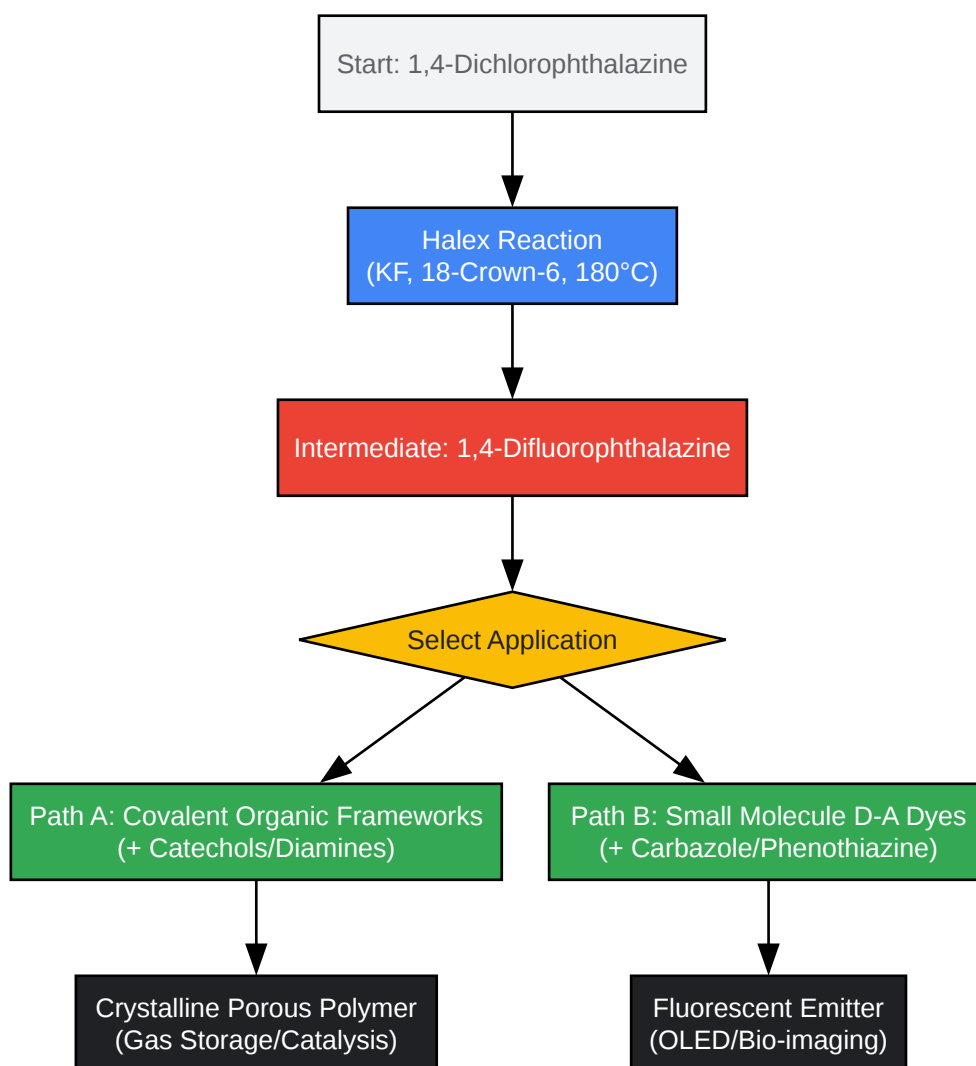 Start: 1,4-Dichlorophthalazine
Halex Reaction
(KF, 18-Crown-6, 180°C)
Intermediate: 1,4-Difluorophthalazine
Select Application
Path A: Covalent Organic Frameworks
(+ Catechols/Diamines)
Path B: Small Molecule D-A Dyes
(+ Carbazole/Phenothiazine)
Crystalline Porous Polymer
(Gas Storage/Catalysis)
Fluorescent Emitter
(OLED/Bio-imaging)